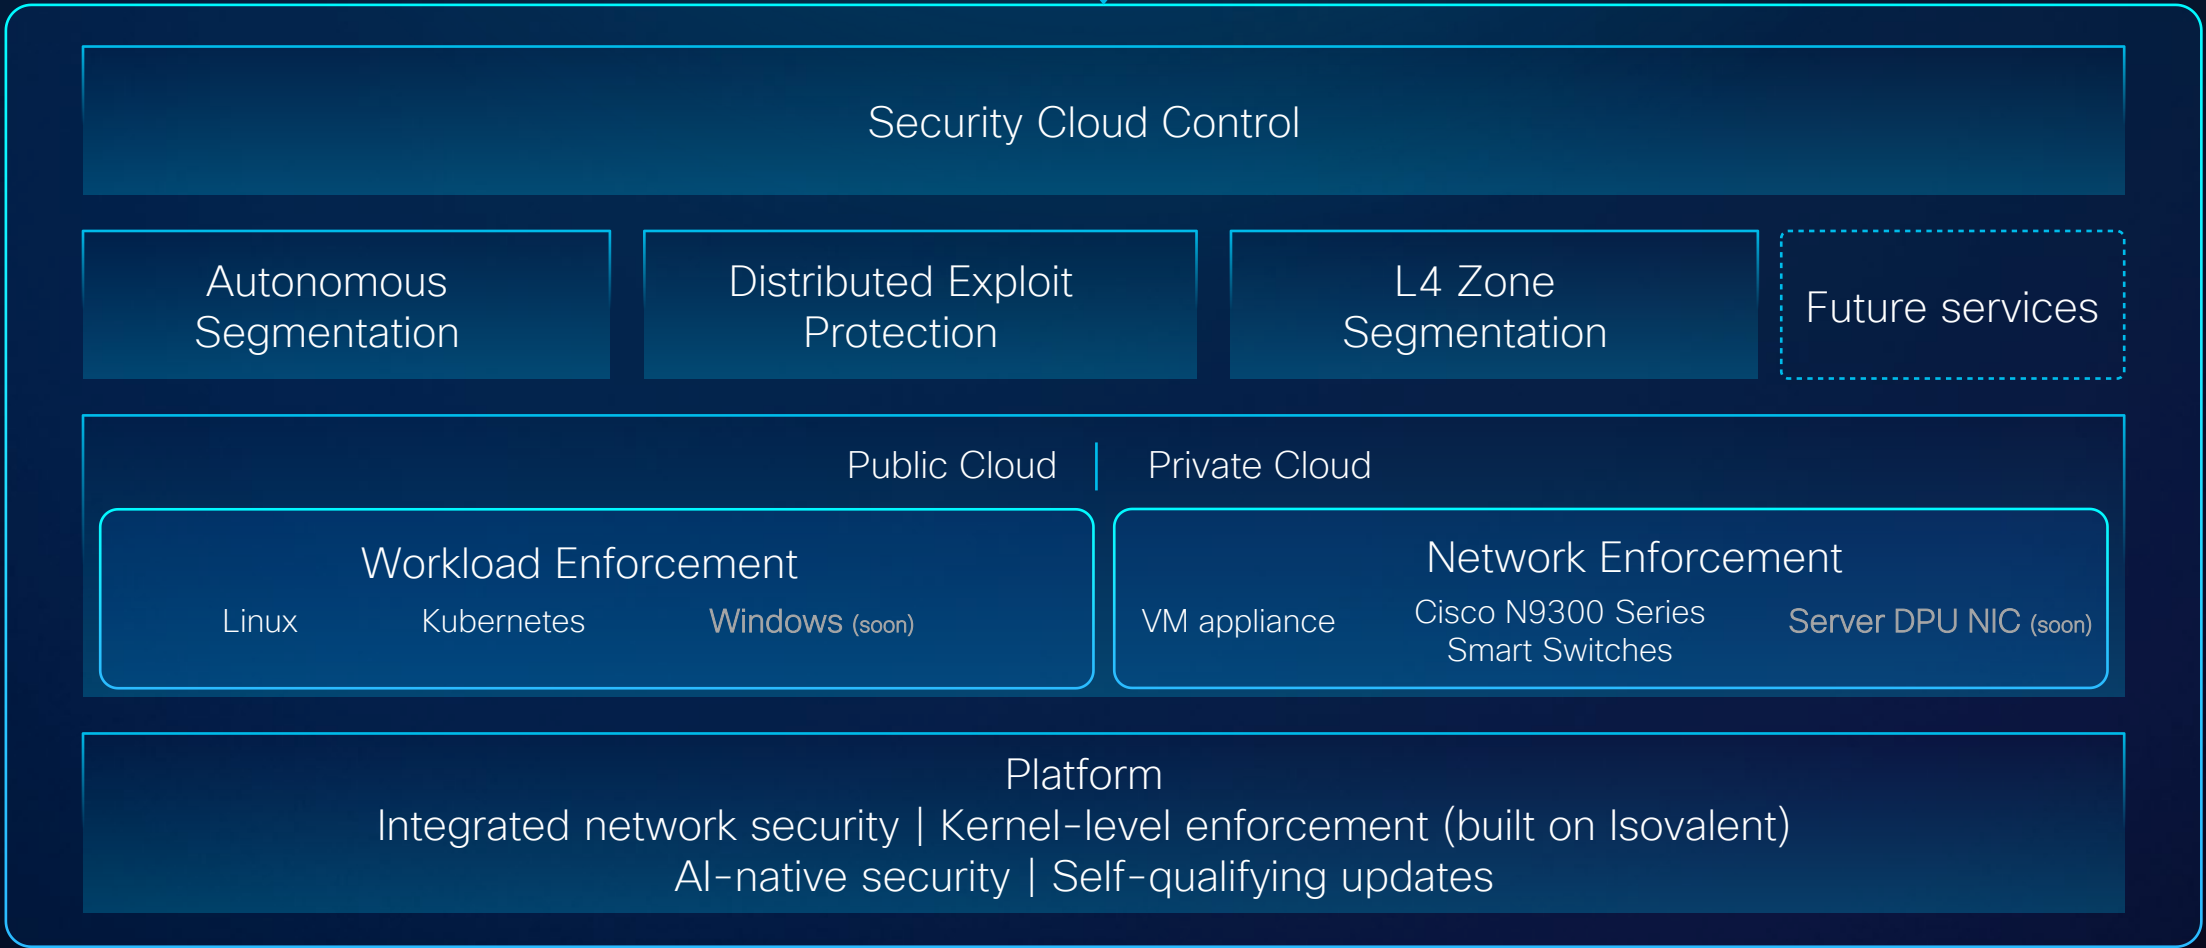 Security Cloud Control
Autonomous
Segmentation
Distributed Exploit
Protection
L4 Zone
Segmentation
Future services
Public Cloud | Private Cloud
Workload Enforcement
Linux
Kubernetes
Windows (soon)
Network Enforcement
VM appliance
Cisco N9300 Series
Smart Switches
Server DPU NIC (soon)
Platform
Integrated network security | Kernel-level enforcement (built on Isovalent)
AI-native security | Self-qualifying updates